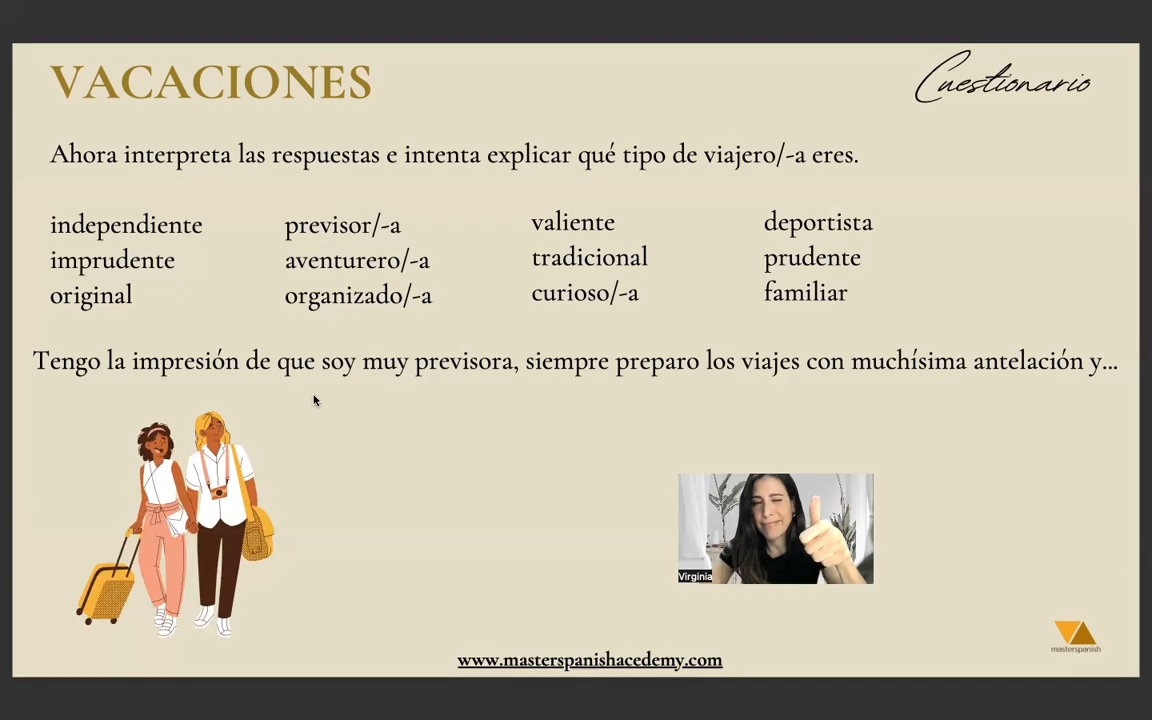 VACACIONES
Cuestionario
Ahora interpreta las respuestas e intenta explicar qué tipo de viajero/-a eres.
independiente
imprudente
original
previsor/-a
aventurero/-a
organizado/-a
valiente
tradicional
curioso/-a
deportista
prudente
familiar
Tengo la impresión de que soy muy previsora, siempre preparo los viajes con muchísima antelación y...
Virginia
masterspanish
www.masterspanishacedemy.com